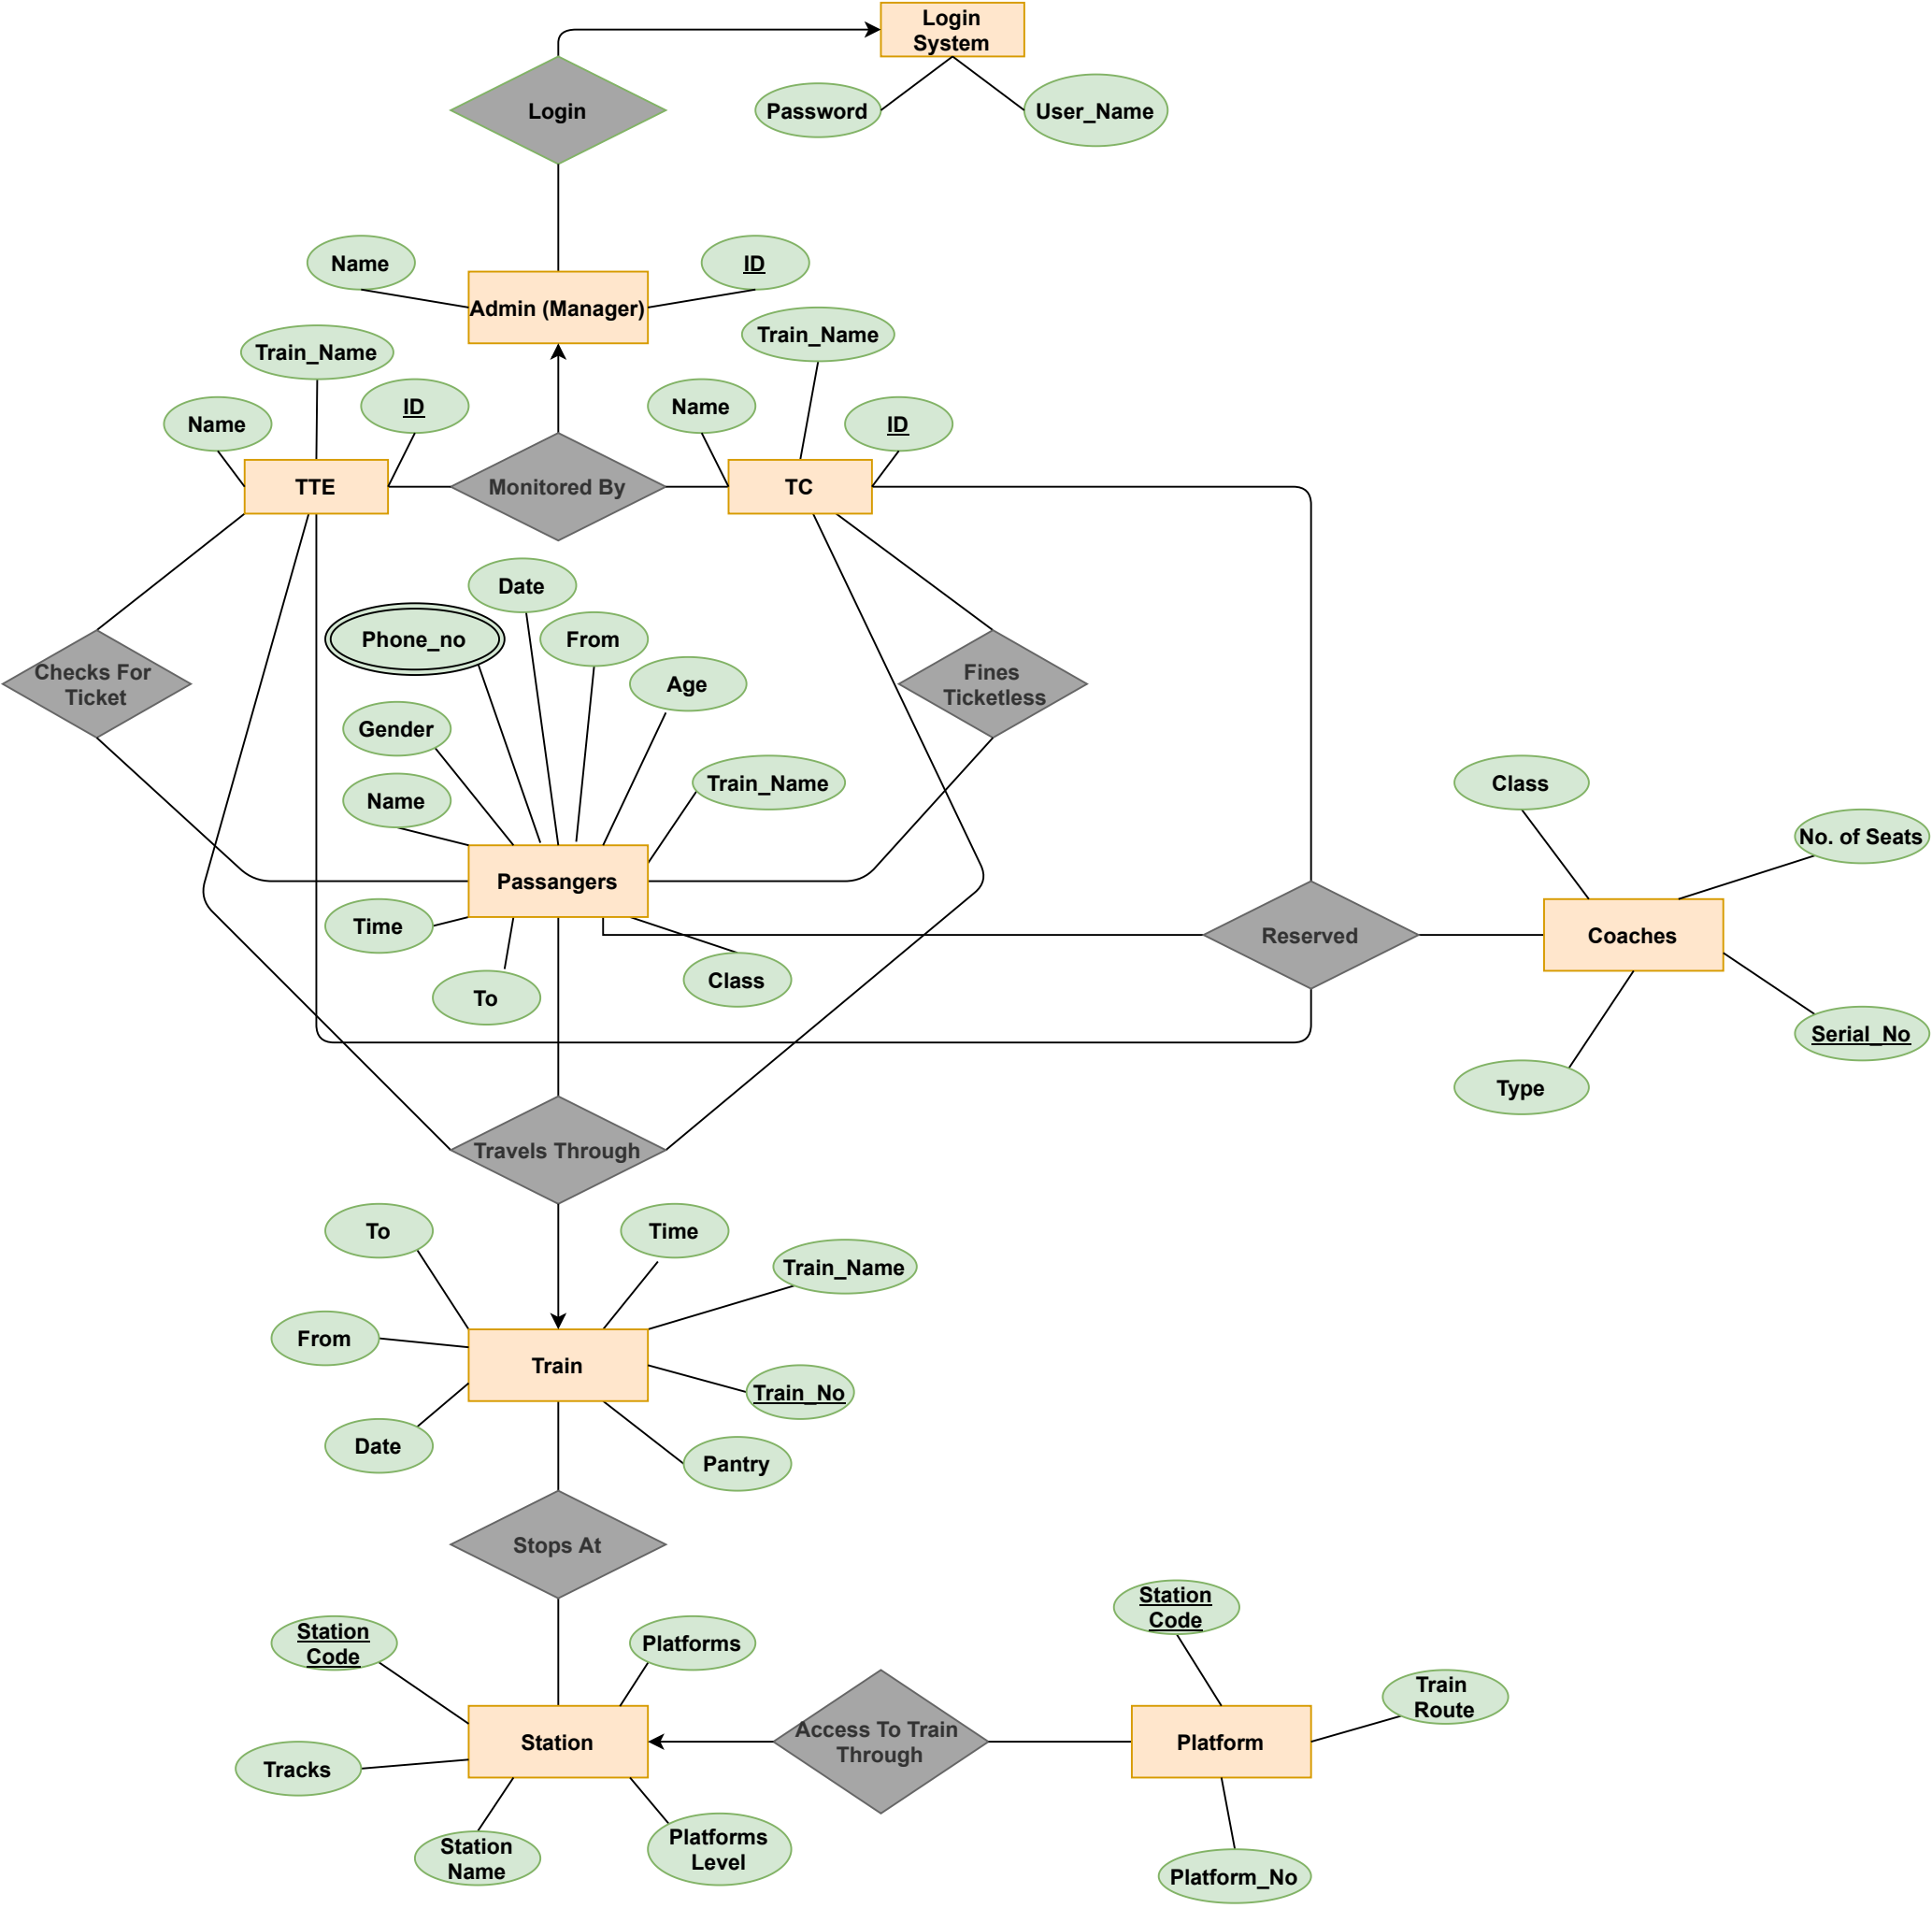 Login
System
Login
Password
User_Name
Name
ID
Admin (Manager)
Train_Name
Train_Name
Name
ID
Name
ID
TTE
Monitored By
TC
Date
Phone_no
From
Checks For
Ticket
Age
Fines
Ticketless
Gender
Name
Train_Name
Class
No. of Seats
Passangers
Time
Reserved
Coaches
To
Class
Serial_No
Type
Travels Through
To
Time
Train_Name
From
Train
Train_No
Date
Pantry
Stops At
Station
Code
Station
Code
Platforms
Train
Route
Station
Access To Train
Through
Platform
Tracks
Station
Name
Platforms
Level
Platform_No